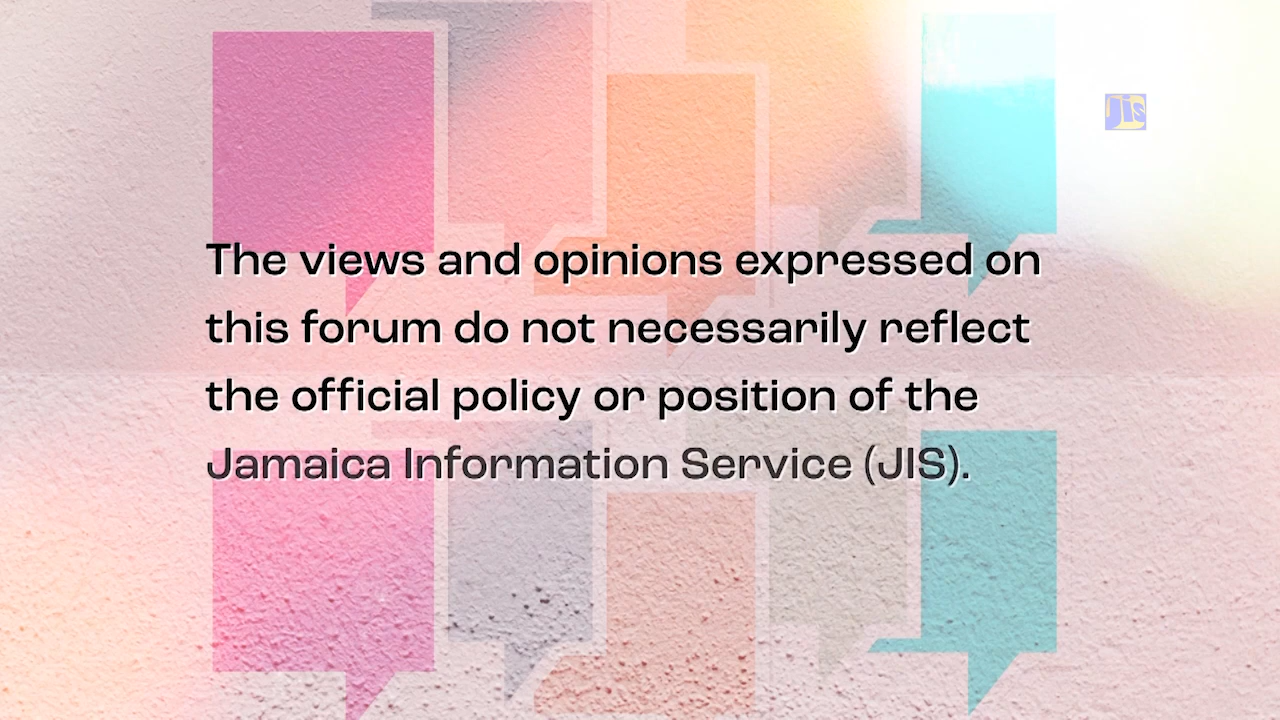 JIS
The views and opinions expressed on
this forum do not necessarily reflect
the official policy or position of the
Jamaica Information Service (JIS).